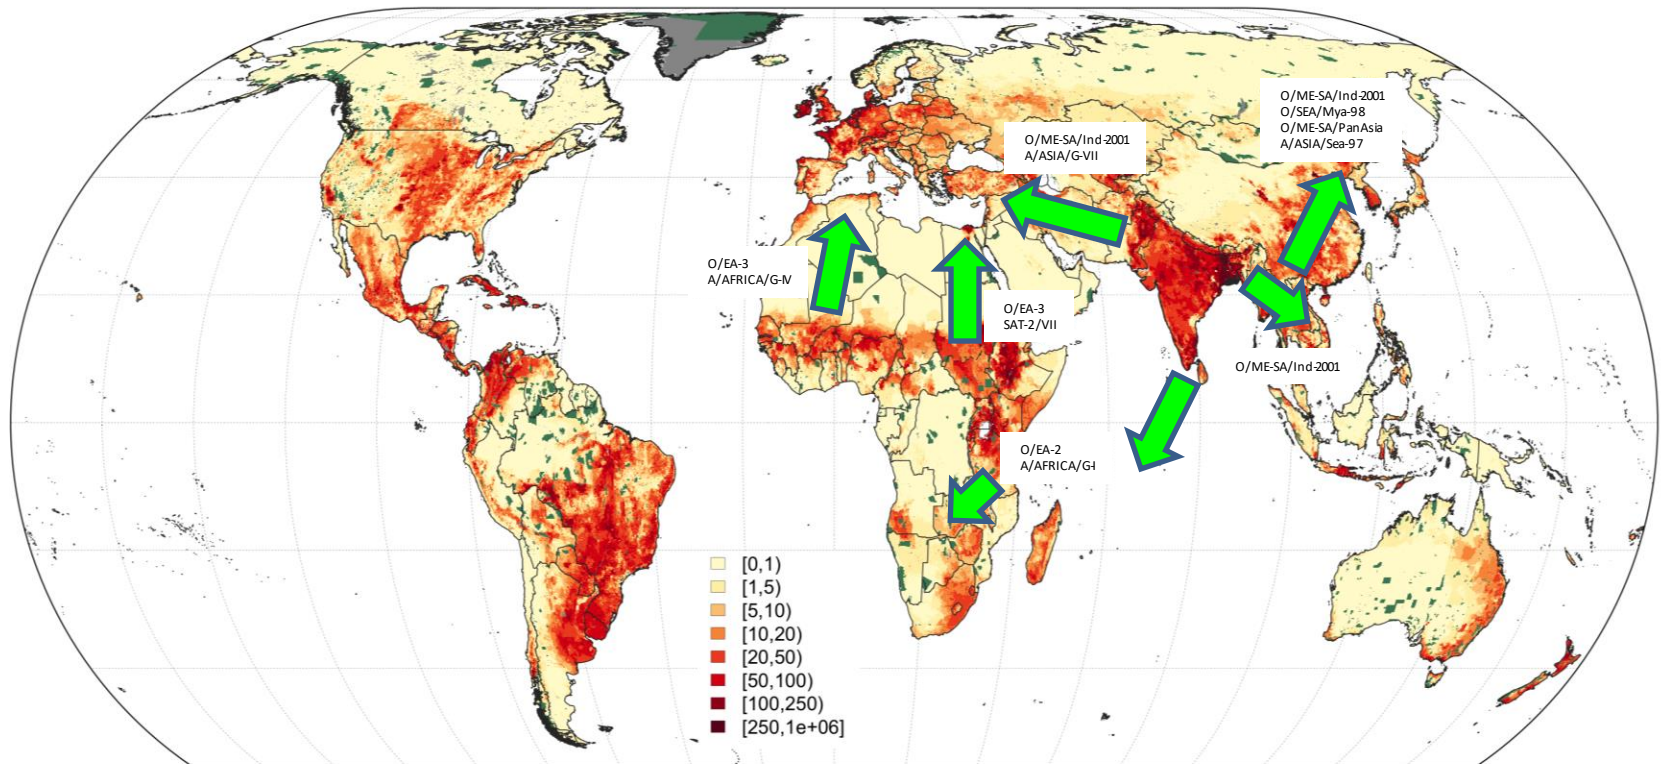 O/ME-SA/Ind-2001
O/SEA/Mya-98
O/ME-SA/PanAsia
A/ASIA/Sea-97
O/ME-SA/Ind-2001
A/ASIA/G-VII
O/EA-3
A/AFRICA/G-IV
O/EA-3
SAT-2/VII
O/ME-SA/Ind-2001
O/EA-2
A/AFRICA/G-I
[0,1)
[1,5)
[5,10)
[10,20)
[20,50)
[50,100)
[100,250)
[250,1e+06]